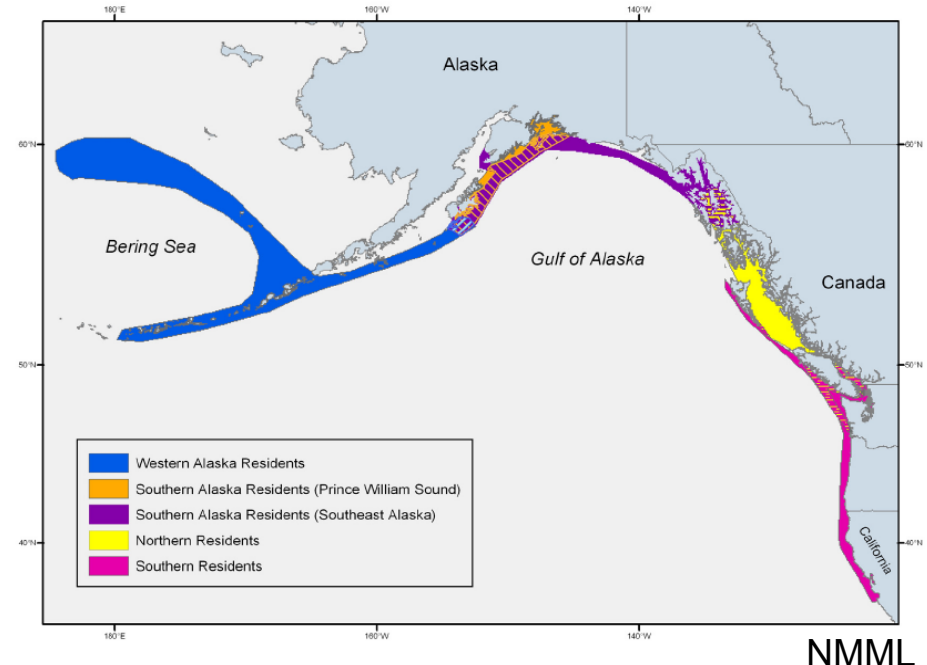 180°E
160°W
140°W
Alaska
60°N
60°N
Bering Sea
Gulf of Alaska
Canada
50°N
50°N
Western Alaska Residents
Southern Alaska Residents (Prince William Sound)
Southern Alaska Residents (Southeast Alaska)
Northern Residents
Southern Residents
40°N
40°N
California
180°E
160°W
140°W
NMML